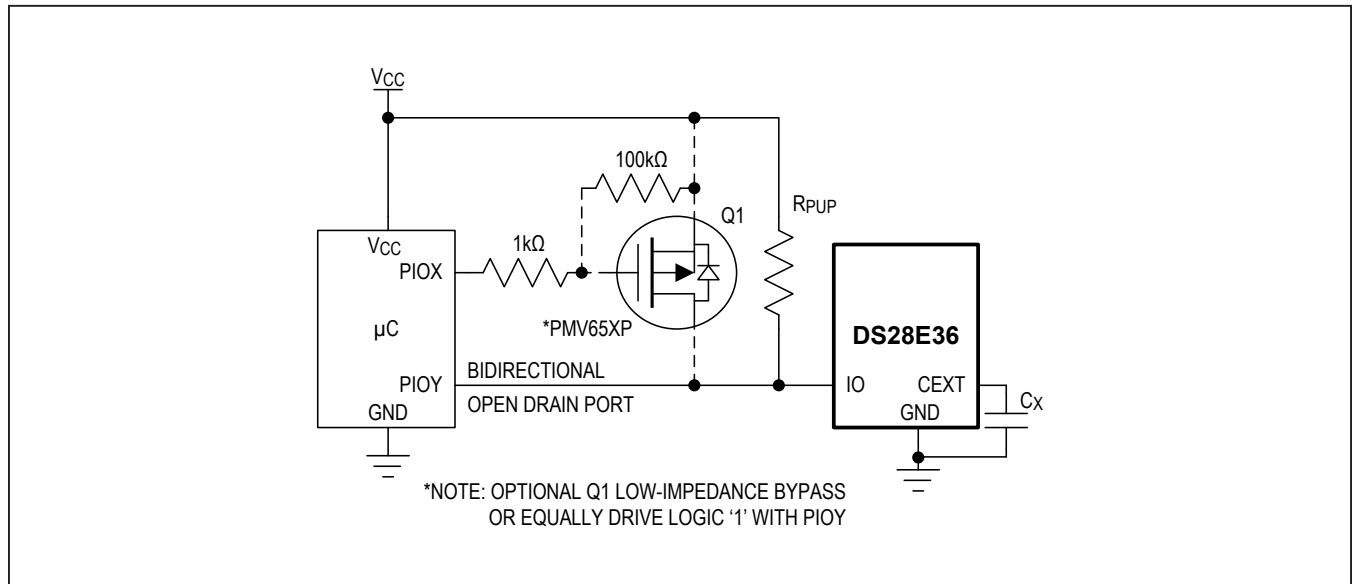 VCC
100kΩ
Q1
RPUP
1kΩ
VCC
PIOX
µC
*PMV65XP
DS28E36
PIOY
BIDIRECTIONAL
OPEN DRAIN PORT
IO
CEXT
CX
GND
GND
*NOTE: OPTIONAL Q1 LOW-IMPEDANCE BYPASS
OR EQUALLY DRIVE LOGIC ‘1’ WITH PIOY